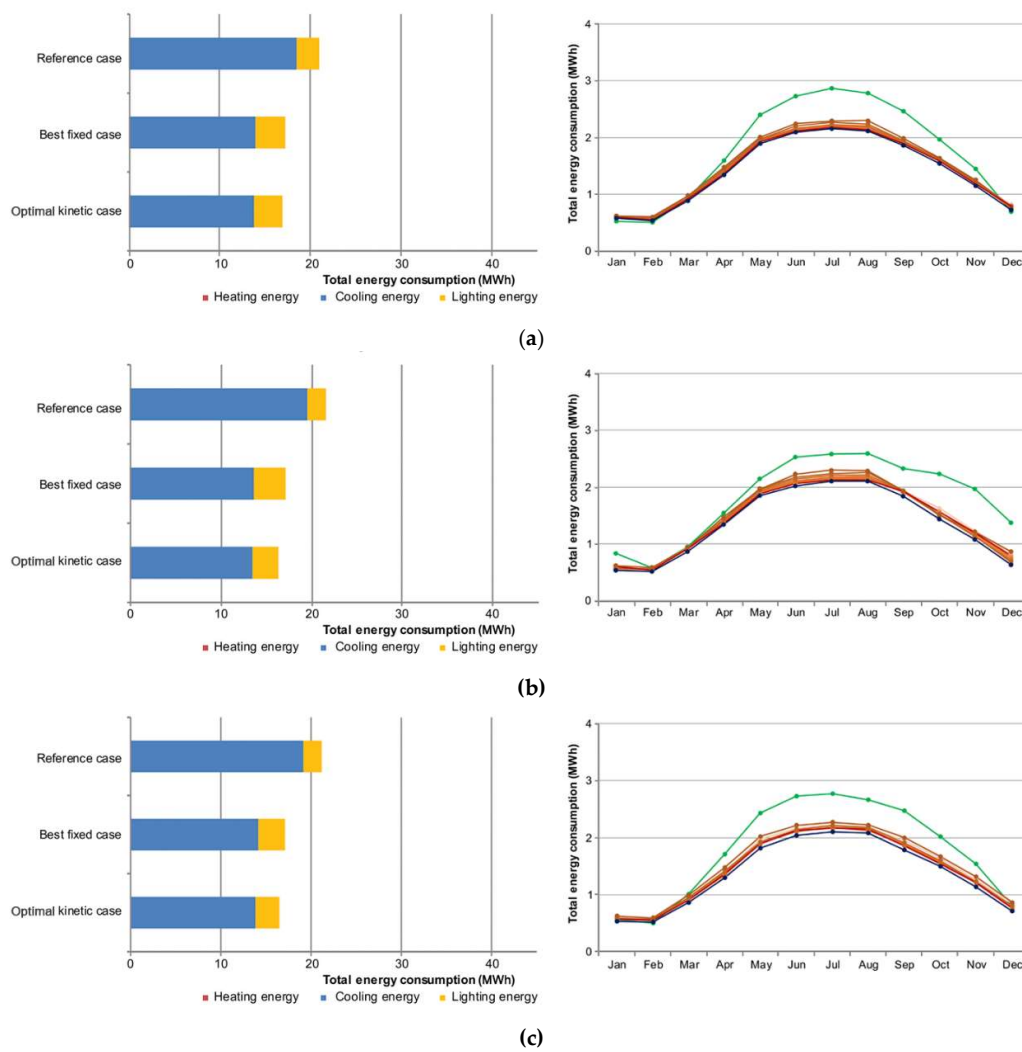 Reference case
Best fixed case
Optimal kinetic case
0 10 20 30 40
Total energy consumption (MWh)
Heating energy Cooling energy Lighting energy
Total energy consumption (MWh)
4
3
2
1
0
Jan Feb Mar Apr May Jun Jul Aug Sep Oct Nov Dec
(a)
Reference case
Best fixed case
Optimal kinetic case
0 10 20 30 40
Total energy consumption (MWh)
Heating energy Cooling energy Lighting energy
Total energy consumption (MWh)
4
3
2
1
0
Jan Feb Mar Apr May Jun Jul Aug Sep Oct Nov Dec
(b)
Reference case
Best fixed case
Optimal kinetic case
0 10 20 30 40
Total energy consumption (MWh)
Heating energy Cooling energy Lighting energy
Total energy consumption (MWh)
4
3
2
1
0
Jan Feb Mar Apr May Jun Jul Aug Sep Oct Nov Dec
(c)